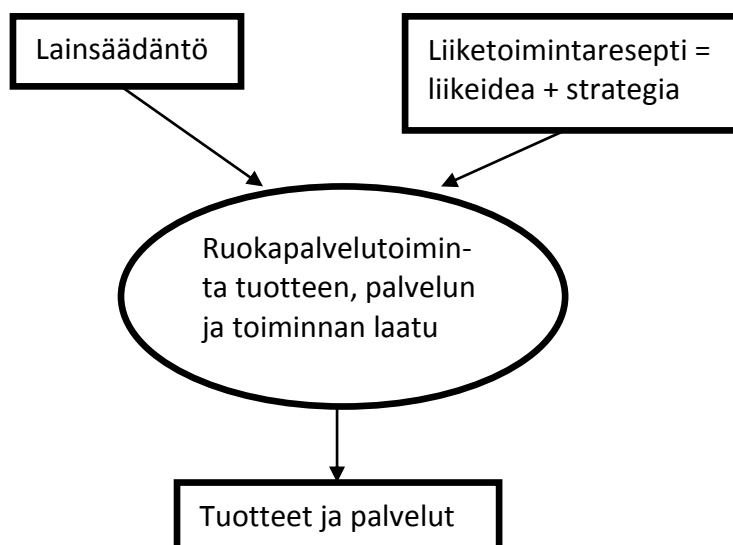 Lainsäädäntö
Liiketoimintaresepti =
liikeidea + strategia
Ruokapalvelutoimin-
ta tuotteen, palvelun
ja toiminnan laatu
Tuotteet ja palvelut